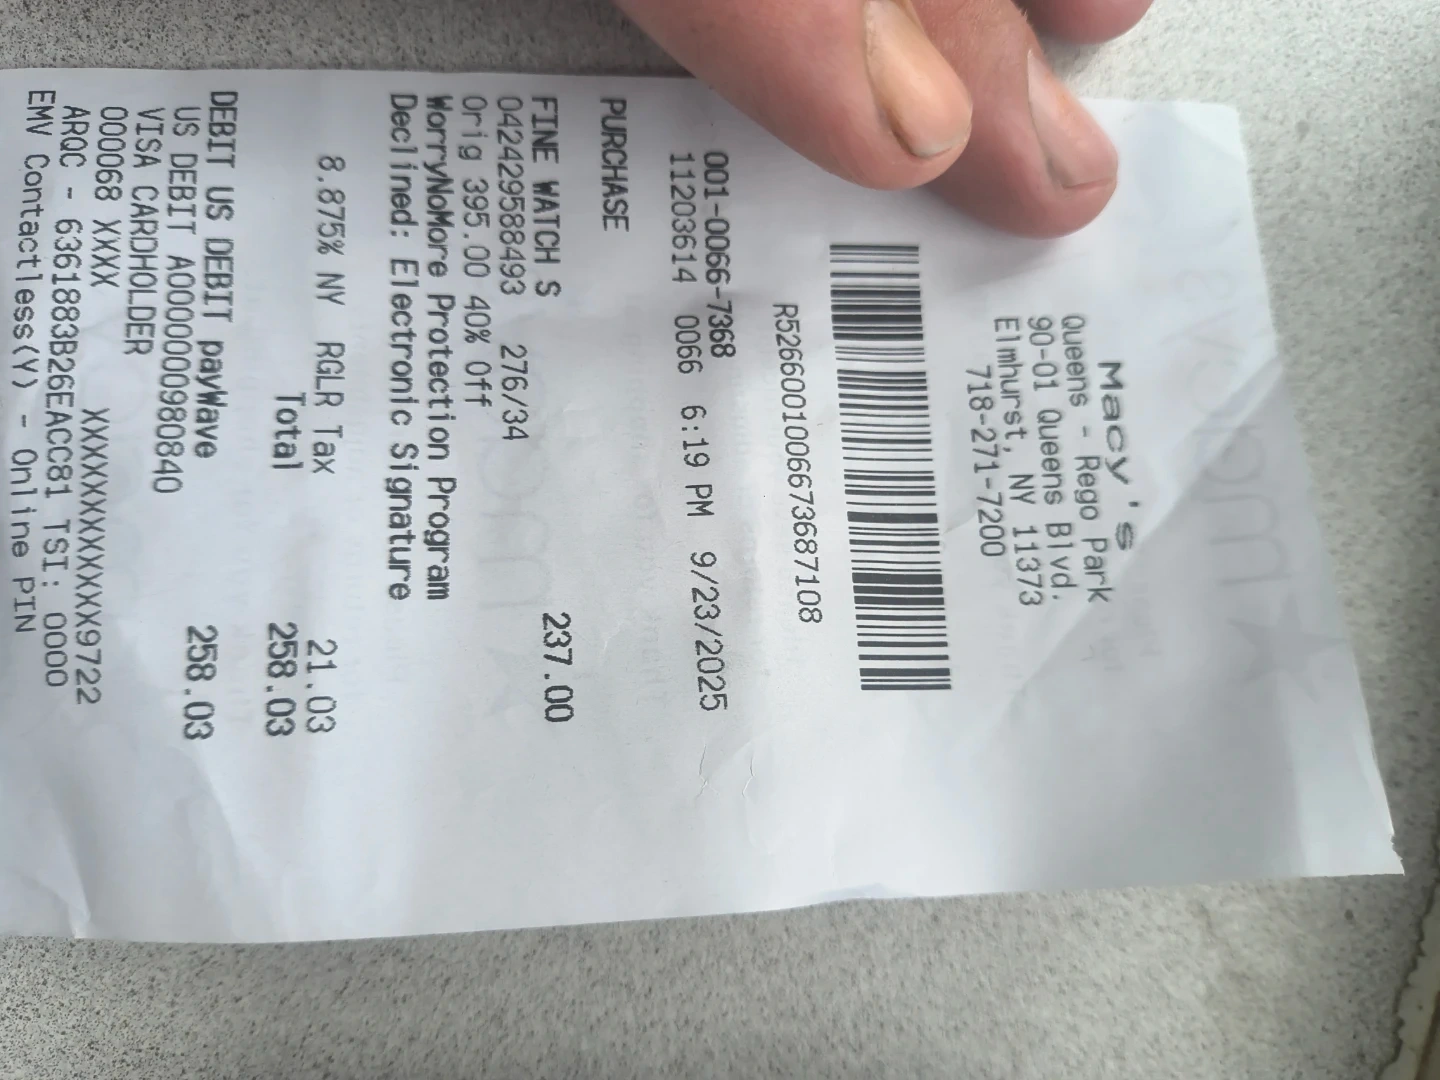 Macy's
Queens - Rego Park
90-01 Queens Blvd.
Elmhurst, NY 11373
718-271-7200
R5266001006673687108
001-0066-7368
11203614 0066 6:19 PM 9/23/2025
PURCHASE
FINE WATCH S 237.00
042429588493 276/34
Orig 395.00 40% Off
WorryNoMore Protection Program
Declined: Electronic Signature
8.875% NY RGLR Tax 21.03
Total 258.03
DEBIT US DEBIT payWave 258.03
US DEBIT A0000000980840
VISA CARDHOLDER
000068 XXXX XXXXXXXXXXXX9722
ARQC - 6361883B26EACC81 TSI: 0000
EMV Contactless(Y) - Online PIN